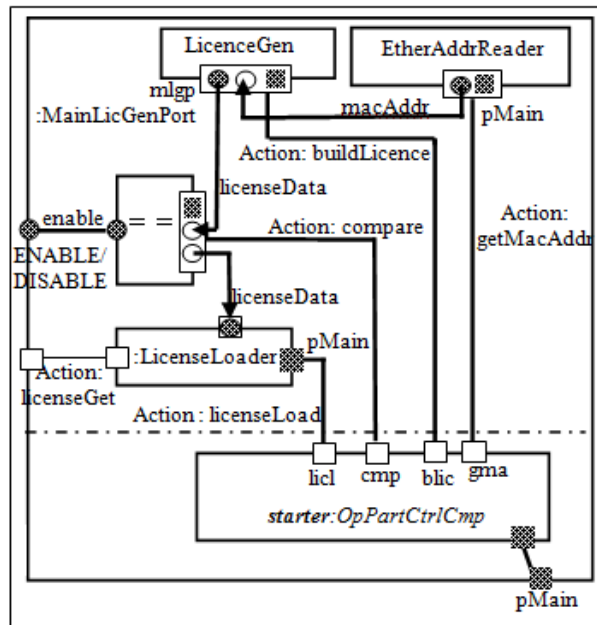 LicenceGen
EtherAddrReader
mlgp
:MainLicGenPort
macAddr
pMain
Action: buildLicence
licenseData
enable
= =
Action: compare
Action:
getMacAddr
ENABLE/
DISABLE
licenseData
:LicenseLoader
pMain
Action:
licenseGet
Action : licenseLoad
licl
cmp
blic
gma
starter:OpPartCtrlCmp
pMain